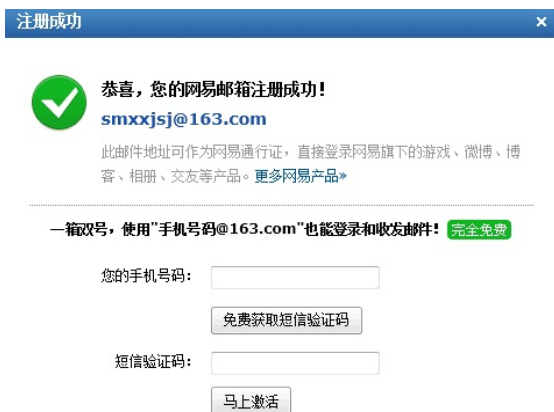 注册成功
×
恭喜，您的网易邮箱注册成功！
smxxjsj@163.com
此邮件地址可作为网易通行证，直接登录网易旗下的游戏、微博、博
客、相册、交友等产品。更多网易产品»
一箱双号，使用"手机号码@163.com"也能登录和收发邮件！ 完全免费
您的手机号码：
免费获取短信验证码
短信验证码：
马上激活